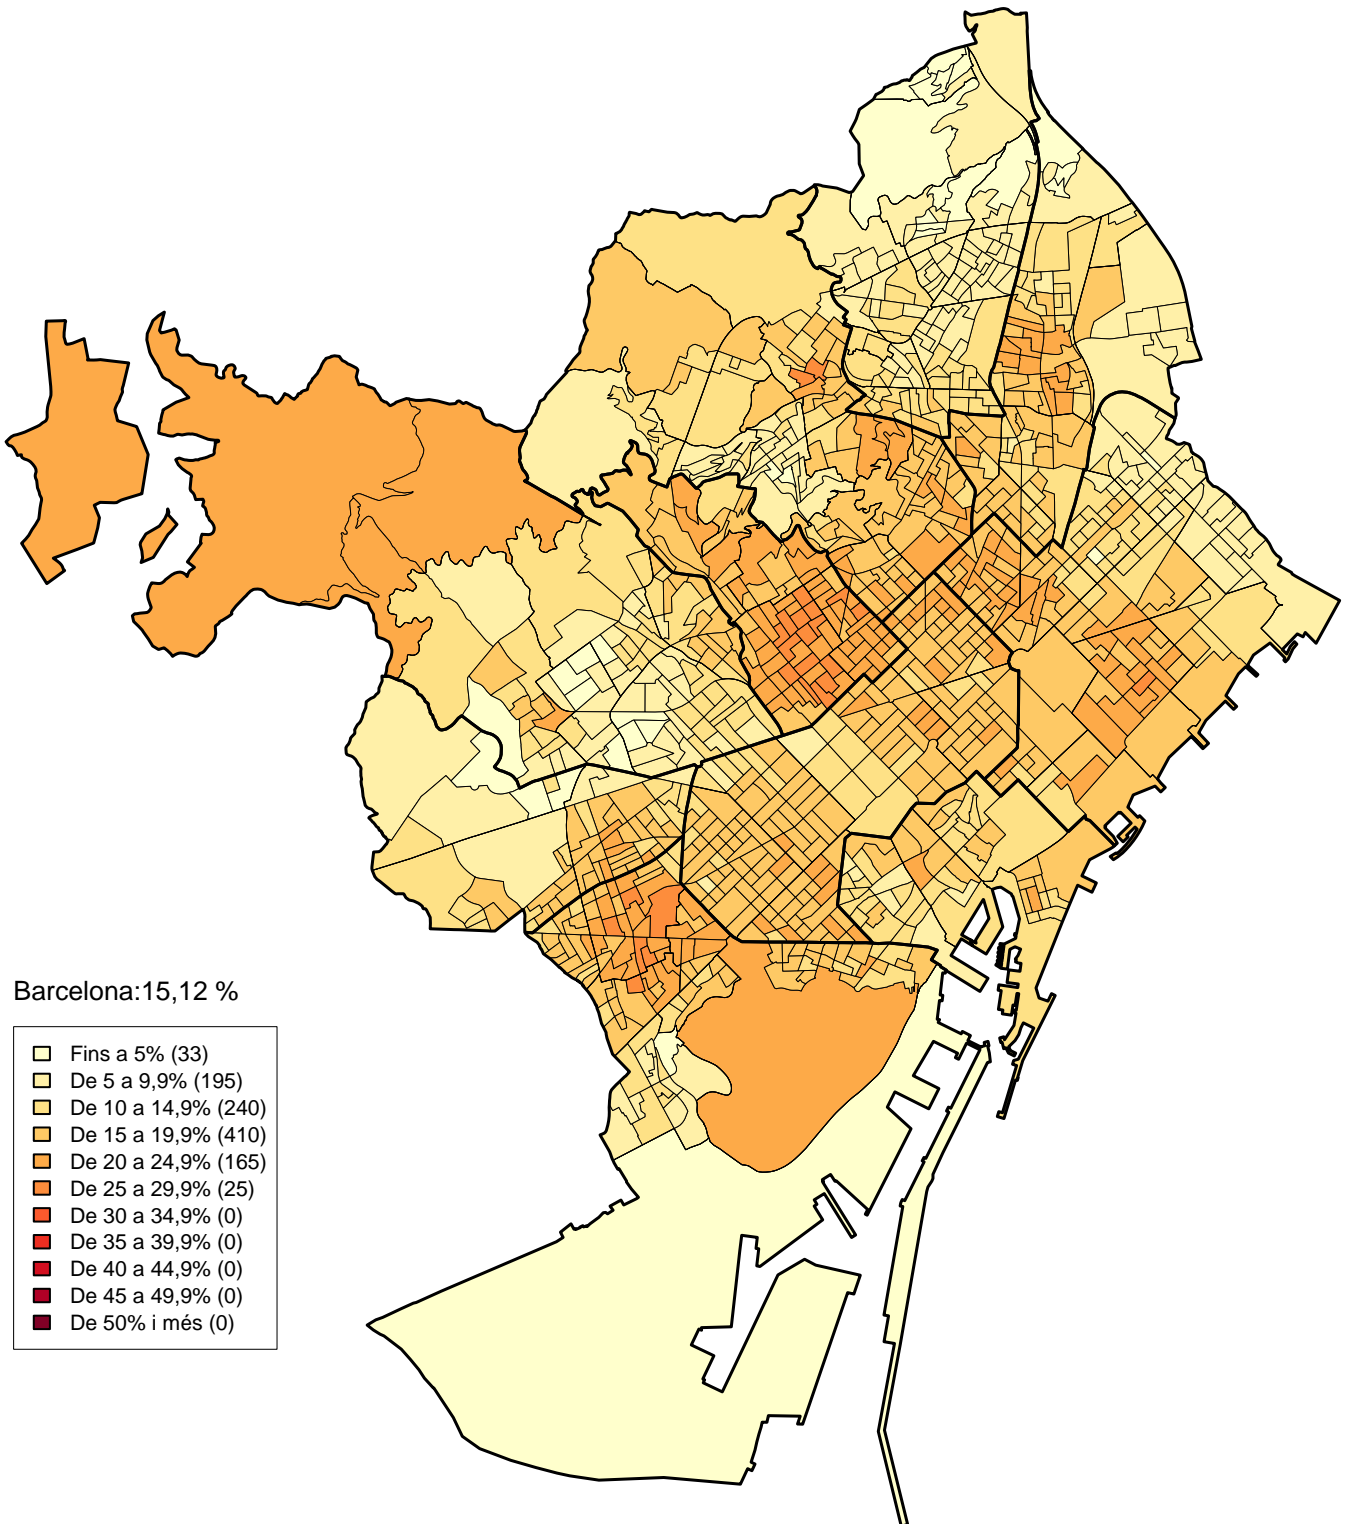 Barcelona:15,12 %
Fins a 5% (33)
De 5 a 9,9% (195)
De 10 a 14,9% (240)
De 15 a 19,9% (410)
De 20 a 24,9% (165)
De 25 a 29,9% (25)
De 30 a 34,9% (0)
De 35 a 39,9% (0)
De 40 a 44,9% (0)
De 45 a 49,9% (0)
De 50% i més (0)